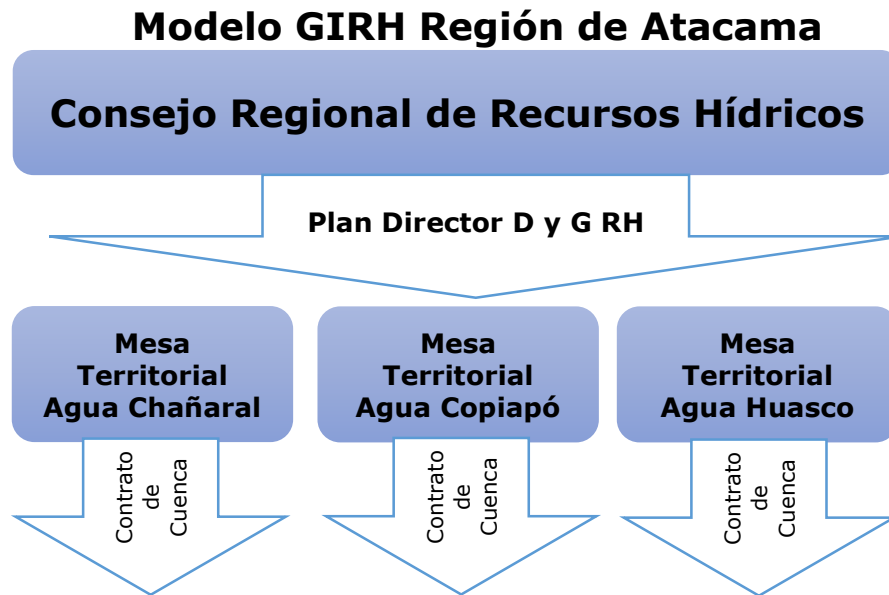 Modelo GIRH Región de Atacama
Consejo Regional de Recursos Hídricos
Plan Director D y G RH
Mesa
Territorial
Agua Chañaral
Mesa
Territorial
Agua Copiapó
Mesa
Territorial
Agua Huasco
Contrato
de
Cuenca
Contrato
de
Cuenca
Contrato
de
Cuenca